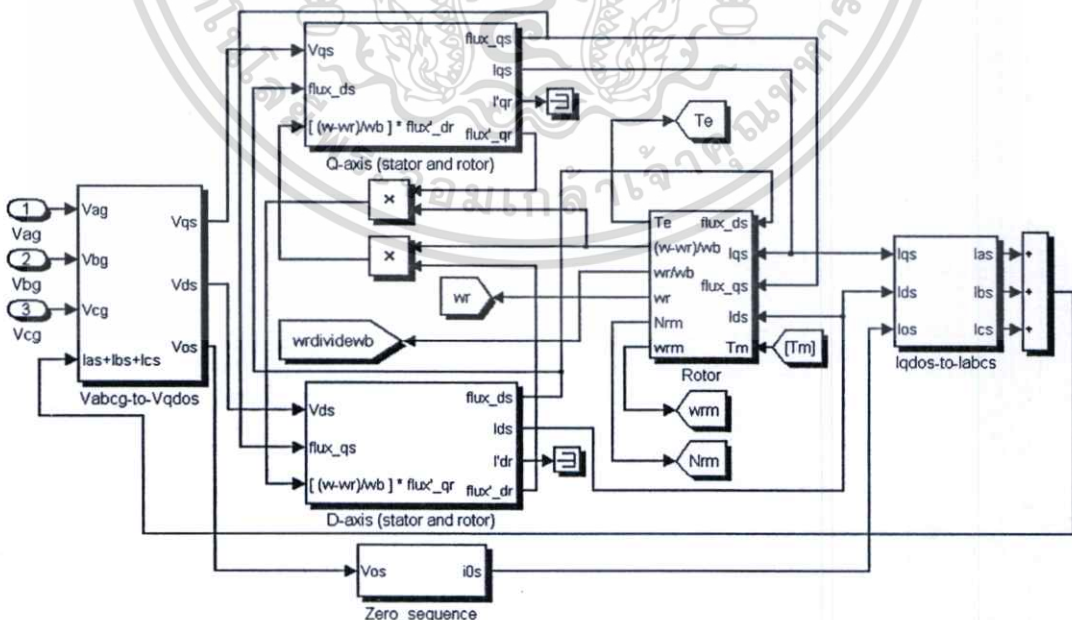 Vqs
flux_ds
[ (w-wr)/wb ] * flux'_dr
flux_qs
Iqs
I'qr
flux'_qr
Q-axis (stator and rotor)
Te
1
Vag
2
Vbg
3
Vcg
Vag
Vbg
Vcg
Ias+Ibs+Ics
Vqs
Vds
Vos
Vabcg-to-Vqdos
×
×
wr
wrdividewb
Te
(w-wr)/wb
wr/wb
wr
Nrm
wrm
flux_ds
Iqs
flux_qs
Ids
Tm
Rotor
[Tm]
wrm
Nrm
Iqs
Ids
Ios
Ias
Ibs
Ics
Iqdos-to-Iabcs
+
+
+
Vds
flux_qs
[ (w-wr)/wb ] * flux'_qr
flux_ds
Ids
I'dr
flux'_dr
D-axis (stator and rotor)
Vos
i0s
Zero sequence